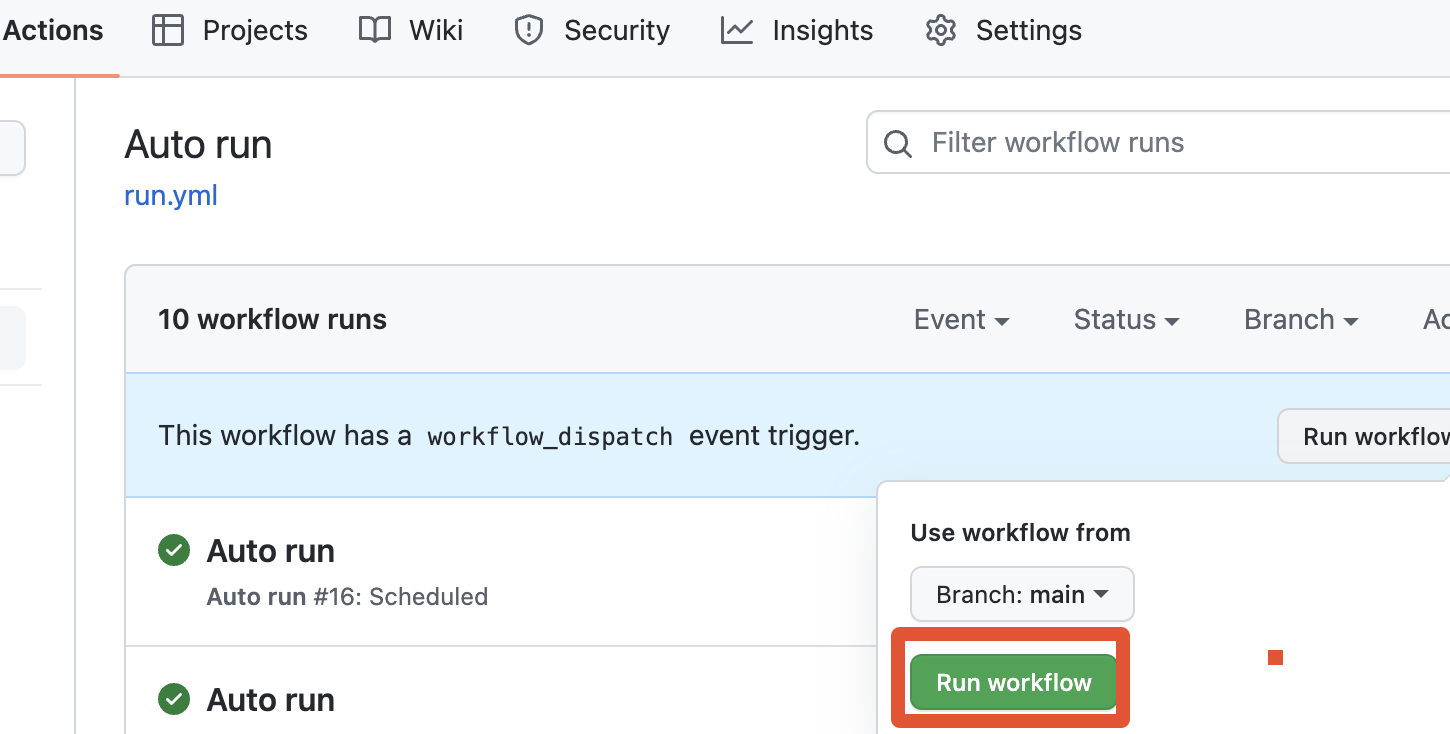 Actions Projects Wiki Security Insights Settings
Auto run
Filter workflow runs
run.yml
10 workflow runs Event Status Branch
This workflow has a workflow_dispatch event trigger.
Run workflow
Use workflow from
Auto run
Auto run #16: Scheduled
Branch: main
Run workflow
Auto run